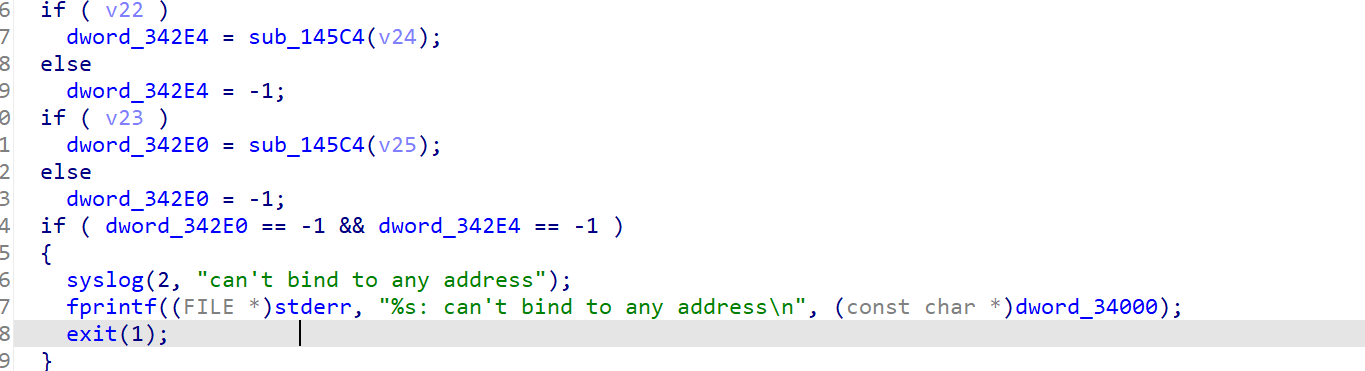 6 if ( v22 )
7 dword_342E4 = sub_145C4(v24);
8 else
9 dword_342E4 = -1;
0 if ( v23 )
1 dword_342E0 = sub_145C4(v25);
2 else
3 dword_342E0 = -1;
4 if ( dword_342E0 == -1 && dword_342E4 == -1 )
5 {
6 syslog(2, "can't bind to any address");
7 fprintf((FILE *)stderr, "%s: can't bind to any address\n", (const char *)dword_34000);
8 exit(1);
9 }